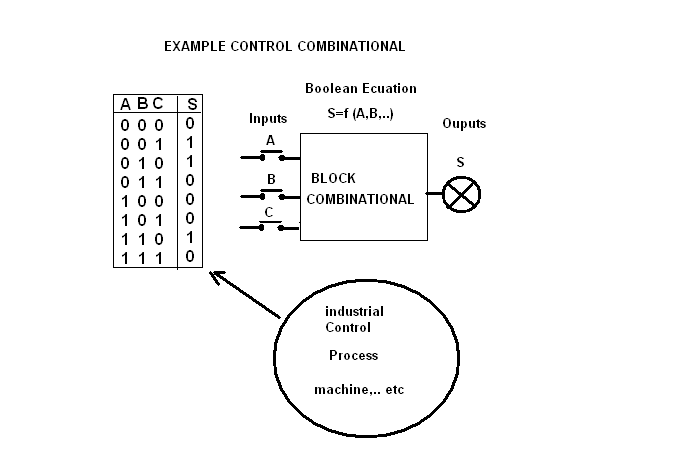 EXAMPLE CONTROL COMBINATIONAL
A B C S
0 0 0 0
0 0 1 1
0 1 0 1
0 1 1 0
1 0 0 0
1 0 1 0
1 1 0 1
1 1 1 0
Boolean Ecuation
S=f (A,B,..)
Inputs
A
B
C
BLOCK
COMBINATIONAL
Ouputs
S
industrial
Control
Process
machine,.. etc